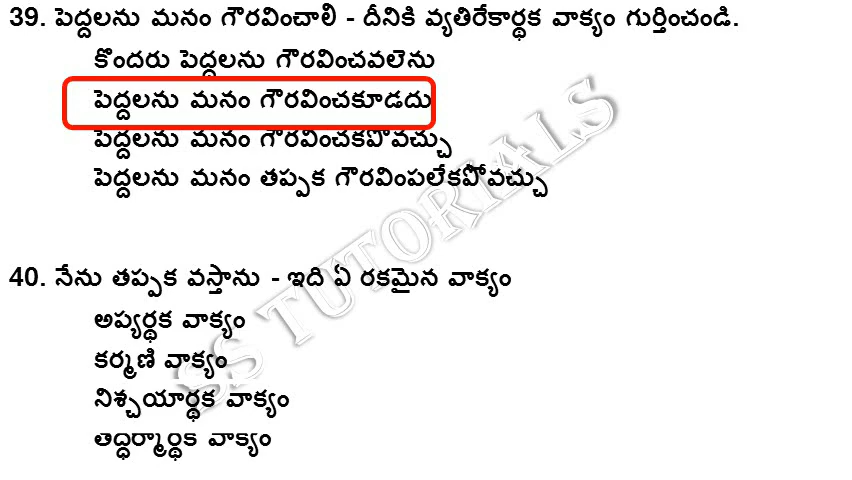 39. పెద్దలను మనం గౌరవించాలి - దీనికి వ్యతిరేకార్థక వాక్యం గుర్తించండి.
కొందరు పెద్దలను గౌరవించవలెను
పెద్దలను మనం గౌరవించకూడదు
పెద్దలను మనం గౌరవించకపోవచ్చు
పెద్దలను మనం తప్పక గౌరవింపలేకపోవచ్చు
SS TUTORIALS
40. నేను తప్పక వస్తాను - ఇది ఏ రకమైన వాక్యం
అప్యర్థక వాక్యం
కర్మణి వాక్యం
నిశ్చయార్థక వాక్యం
తద్ధర్మార్థక వాక్యం